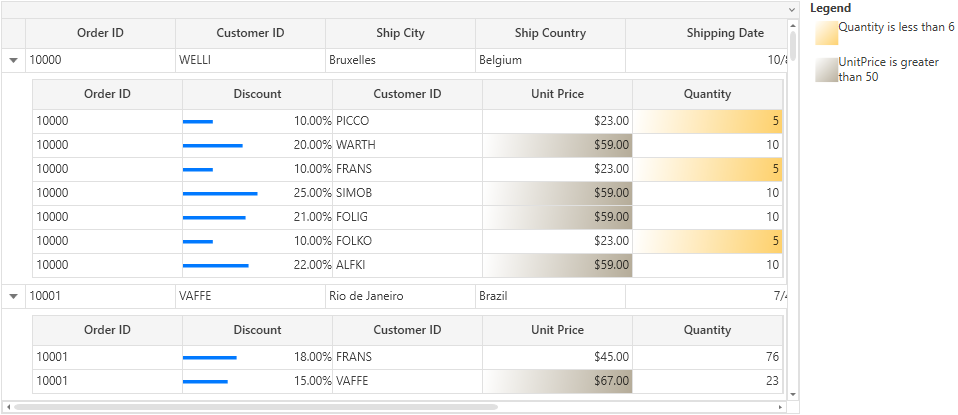 Legend
Order ID Customer ID Ship City Ship Country Shipping Date
Quantity is less than 6
10000 WELLI Bruxelles Belgium
UnitPrice is greater
than 50
Order ID Discount Customer ID Unit Price Quantity
10000 10.00% PICCO $23.00 5
10000 20.00% WARTH $59.00 10
10000 10.00% FRANS $23.00 5
10000 25.00% SIMOB $59.00 10
10000 21.00% FOLIG $59.00 10
10000 10.00% FOLKO $23.00 5
10000 22.00% ALFKI $59.00 10
10001 VAFFE Rio de Janeiro Brazil
Order ID Discount Customer ID Unit Price Quantity
10001 18.00% FRANS $45.00 76
10001 15.00% VAFFE $67.00 23